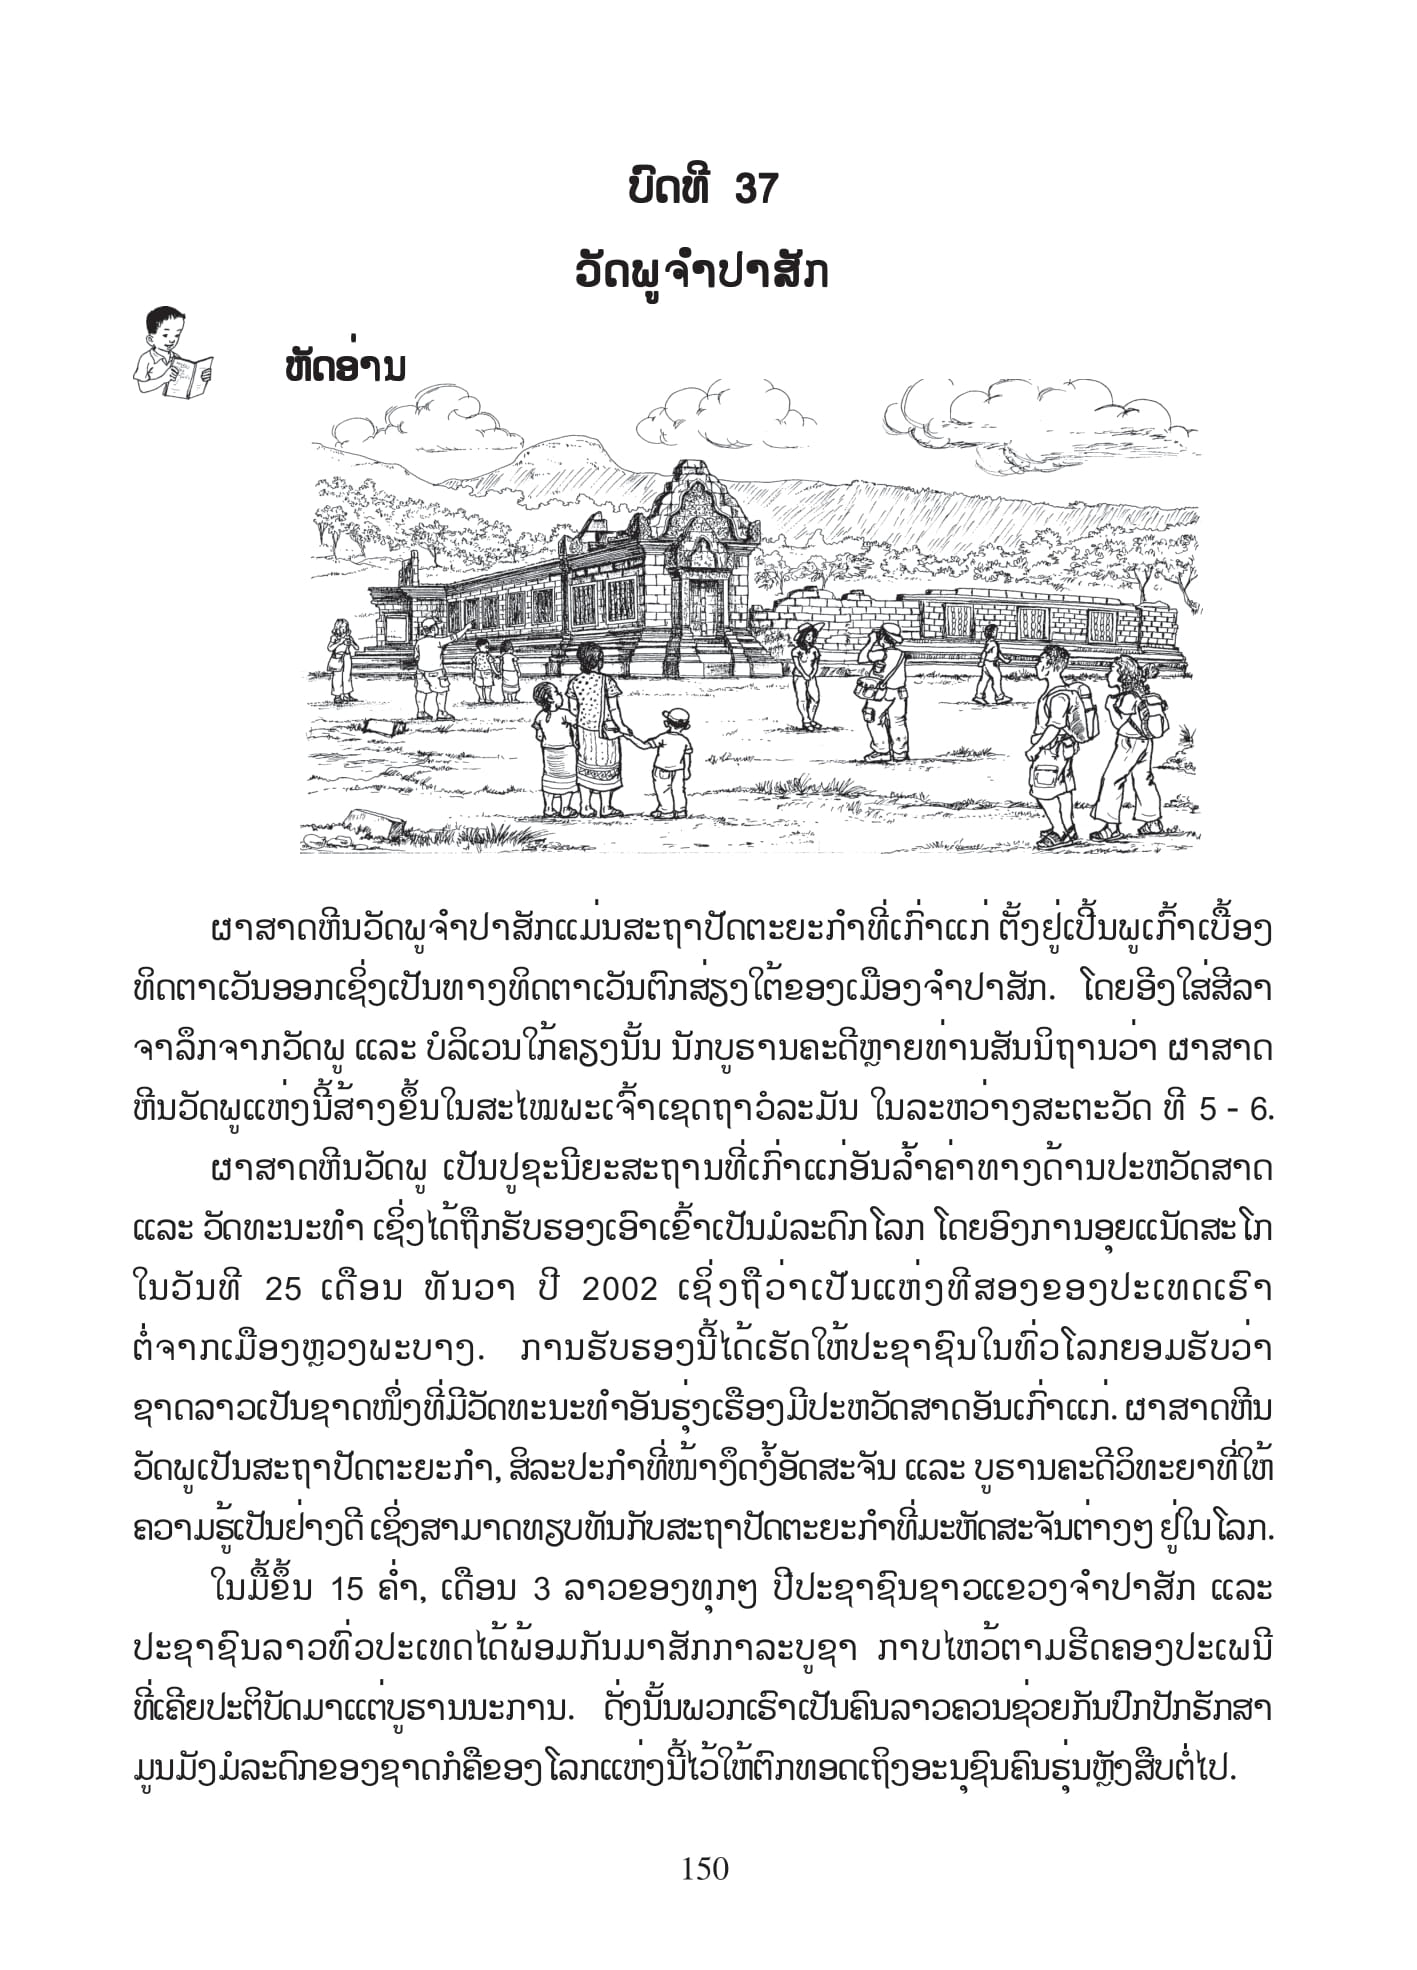 ບົດທີ 37
ວັດພູຈຳປາສັກ
ຫັດອ່ານ
ຜາສາດຫີນວັດພູຈຳປາສັກແມ່ນສະຖາປັດຕະຍະກຳທີ່ເກົ່າແກ່ ຕັ້ງຢູ່ເປີ້ນພູເກົ້າເບື້ອງ
ທິດຕາເວັນອອກເຊິ່ງເປັນທາງທິດຕາເວັນຕົກສ່ຽງໃຕ້ຂອງເມືອງຈຳປາສັກ. ໂດຍອີງໃສ່ສີລາ
ຈາລຶກຈາກວັດພູ ແລະ ບໍລິເວນໃກ້ຄຽງນັ້ນ ນັກບູຮານຄະດີຫຼາຍທ່ານສັນນິຖານວ່າ ຜາສາດ
ຫີນວັດພູແຫ່ງນີ້ສ້າງຂຶ້ນໃນສະໄໝພະເຈົ້າເຊດຖາວໍລະມັນ ໃນລະຫວ່າງສະຕະວັດ ທີ 5 - 6.
ຜາສາດຫີນວັດພູ ເປັນປູຊະນີຍະສະຖານທີ່ເກົ່າແກ່ອັນລ້ຳຄ່າທາງດ້ານປະຫວັດສາດ
ແລະ ວັດທະນະທຳ ເຊິ່ງໄດ້ຖືກຮັບຮອງເອົາເຂົ້າເປັນມໍລະດົກໂລກ ໂດຍອົງການອຸຍແນັດສະໂກ
ໃນວັນທີ 25 ເດືອນ ທັນວາ ປີ 2002 ເຊິ່ງຖືວ່າເປັນແຫ່ງທີສອງຂອງປະເທດເຮົາ
ຕໍ່ຈາກເມືອງຫຼວງພະບາງ. ການຮັບຮອງນີ້ໄດ້ເຮັດໃຫ້ປະຊາຊົນໃນທົ່ວໂລກຍອມຮັບວ່າ
ຊາດລາວເປັນຊາດໜຶ່ງທີ່ມີວັດທະນະທຳອັນຮຸ່ງເຮືອງມີປະຫວັດສາດອັນເກົ່າແກ່. ຜາສາດຫີນ
ວັດພູເປັນສະຖາປັດຕະຍະກຳ, ສິລະປະກຳທີ່ໜ້າງຶດງໍ້ອັດສະຈັນ ແລະ ບູຮານຄະດີວິທະຍາທີ່ໃຫ້
ຄວາມຮູ້ເປັນຢ່າງດີ ເຊິ່ງສາມາດທຽບທັນກັບສະຖາປັດຕະຍະກຳທີ່ມະຫັດສະຈັນຕ່າງໆ ຢູ່ໃນໂລກ.
ໃນມື້ຂຶ້ນ 15 ຄ່ຳ, ເດືອນ 3 ລາວຂອງທຸກໆ ປີປະຊາຊົນຊາວແຂວງຈຳປາສັກ ແລະ
ປະຊາຊົນລາວທົ່ວປະເທດໄດ້ພ້ອມກັນມາສັກກາລະບູຊາ ກາບໄຫວ້ຕາມຮີດຄອງປະເພນີ
ທີ່ເຄີຍປະຕິບັດມາແຕ່ບູຮານນະການ. ດັ່ງນັ້ນພວກເຮົາເປັນຄົນລາວຄວນຊ່ວຍກັນປົກປັກຮັກສາ
ມູນມັງມໍລະດົກຂອງຊາດກໍຄືຂອງໂລກແຫ່ງນີ້ໄວ້ໃຫ້ຕົກທອດເຖິງອະນຸຊົນຄົນຮຸ່ນຫຼັງສືບຕໍ່ໄປ.
150